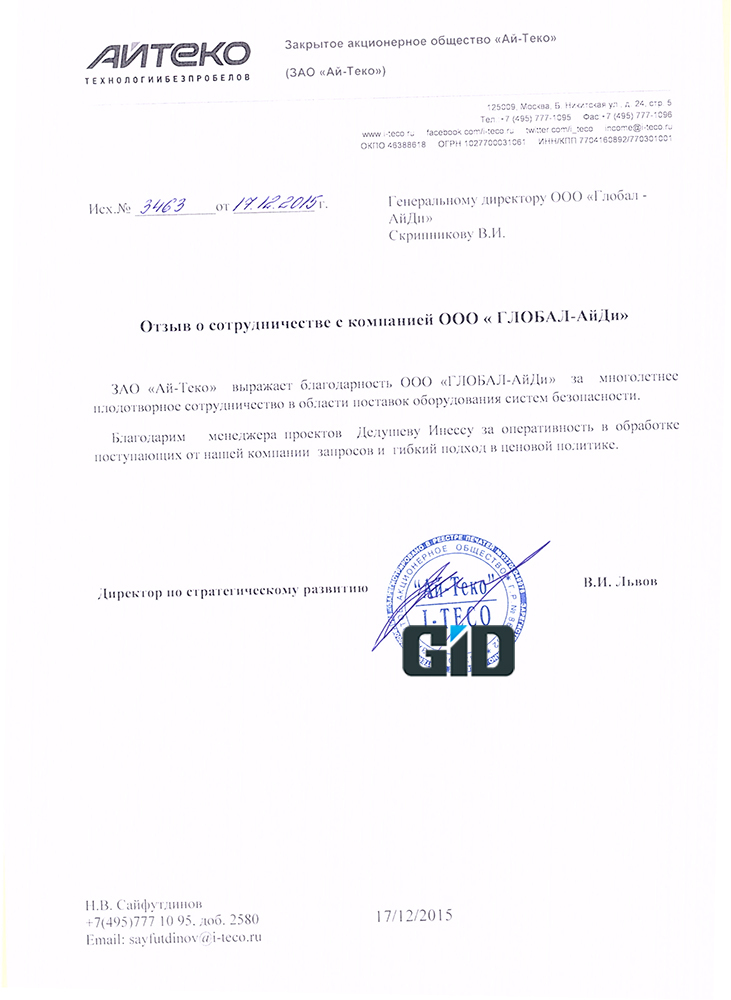 АЙТЕКО
ТЕХНОЛОГИИБЕЗПРОБЕЛОВ
Закрытое акционерное общество «Ай-Теко»
(ЗАО «Ай-Теко»)
125009, Москва, Б. Никитская ул., д. 24, стр. 5
Тел. +7 (495) 777-1095 Факс +7 (495) 777-1096
www.i-teco.ru facebook.com/i-teco.ru twitter.com/i_teco income@i-teco.ru
ОКПО 46388618 ОГРН 1027700031061 ИНН/КПП 7704160892/770301001
Исх.№ 3463 от 17.12.2015 г.
Генеральному директору ООО «Глобал -
АйДи»
Скринникову В.И.
Отзыв о сотрудничестве с компанией ООО « ГЛОБАЛ-АйДи»
ЗАО «Ай-Теко» выражает благодарность ООО «ГЛОБАЛ-АйДи» за многолетнее
плодотворное сотрудничество в области поставок оборудования систем безопасности.
Благодарим менеджера проектов Дедушеву Инессу за оперативность в обработке
поступающих от нашей компании запросов и гибкий подход в ценовой политике.
Директор по стратегическому развитию
В.И. Львов
АКЦИОНЕРНОЕ ОБЩЕСТВО
"Ай-Теко"
I-TECO
GiD
Н.В. Сайфутдинов
+7(495)777 10 95, доб. 2580
Email: sayfutdinov@i-teco.ru
17/12/2015